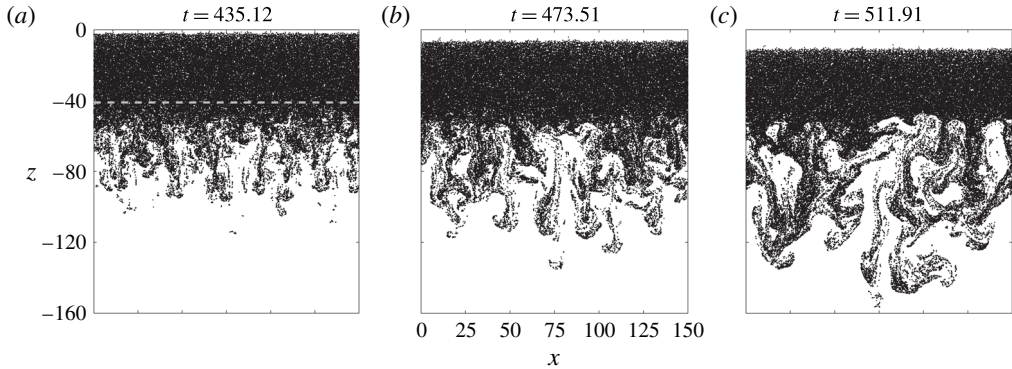 (a) t = 435.12
(b) t = 473.51
(c) t = 511.91
0
−40
−80
−120
−160
z
0 25 50 75 100 125 150
x